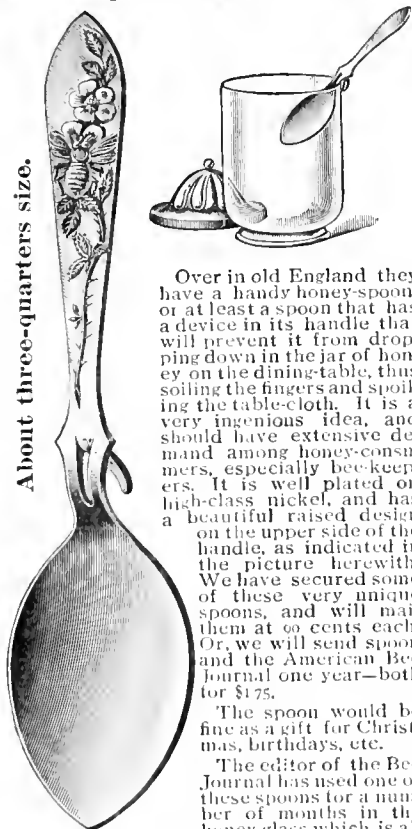 About three-quarters size.
Over in old England they
have a handy honey-spoon,
or at least a spoon that has
a device in its handle tha
will prevent it from drop
ping down in the jar of hon
ey on the dining-table, thus
soiling the fingers and spoil
ing the table-cloth. It is a
very ingenious idea, and
should have extensive de
mand among honey-consu
mers, especially bee-keep
ers. It is well plated on
high-class nickel, and has
a beautiful raised design
on the upper side of the
handle, as indicated in
the picture herewith.
We have secured some
of these very unique
spoons, and will mail
them at 90 cents each.
Or, we will send spoon
and the American Bee
Journal one year—both
for $1 75.
The spoon would be
fine as a gift for Christ
mas, birthdays, etc.
The editor of the Bee
Journal has used one of
these spoons for a num
ber of months in the